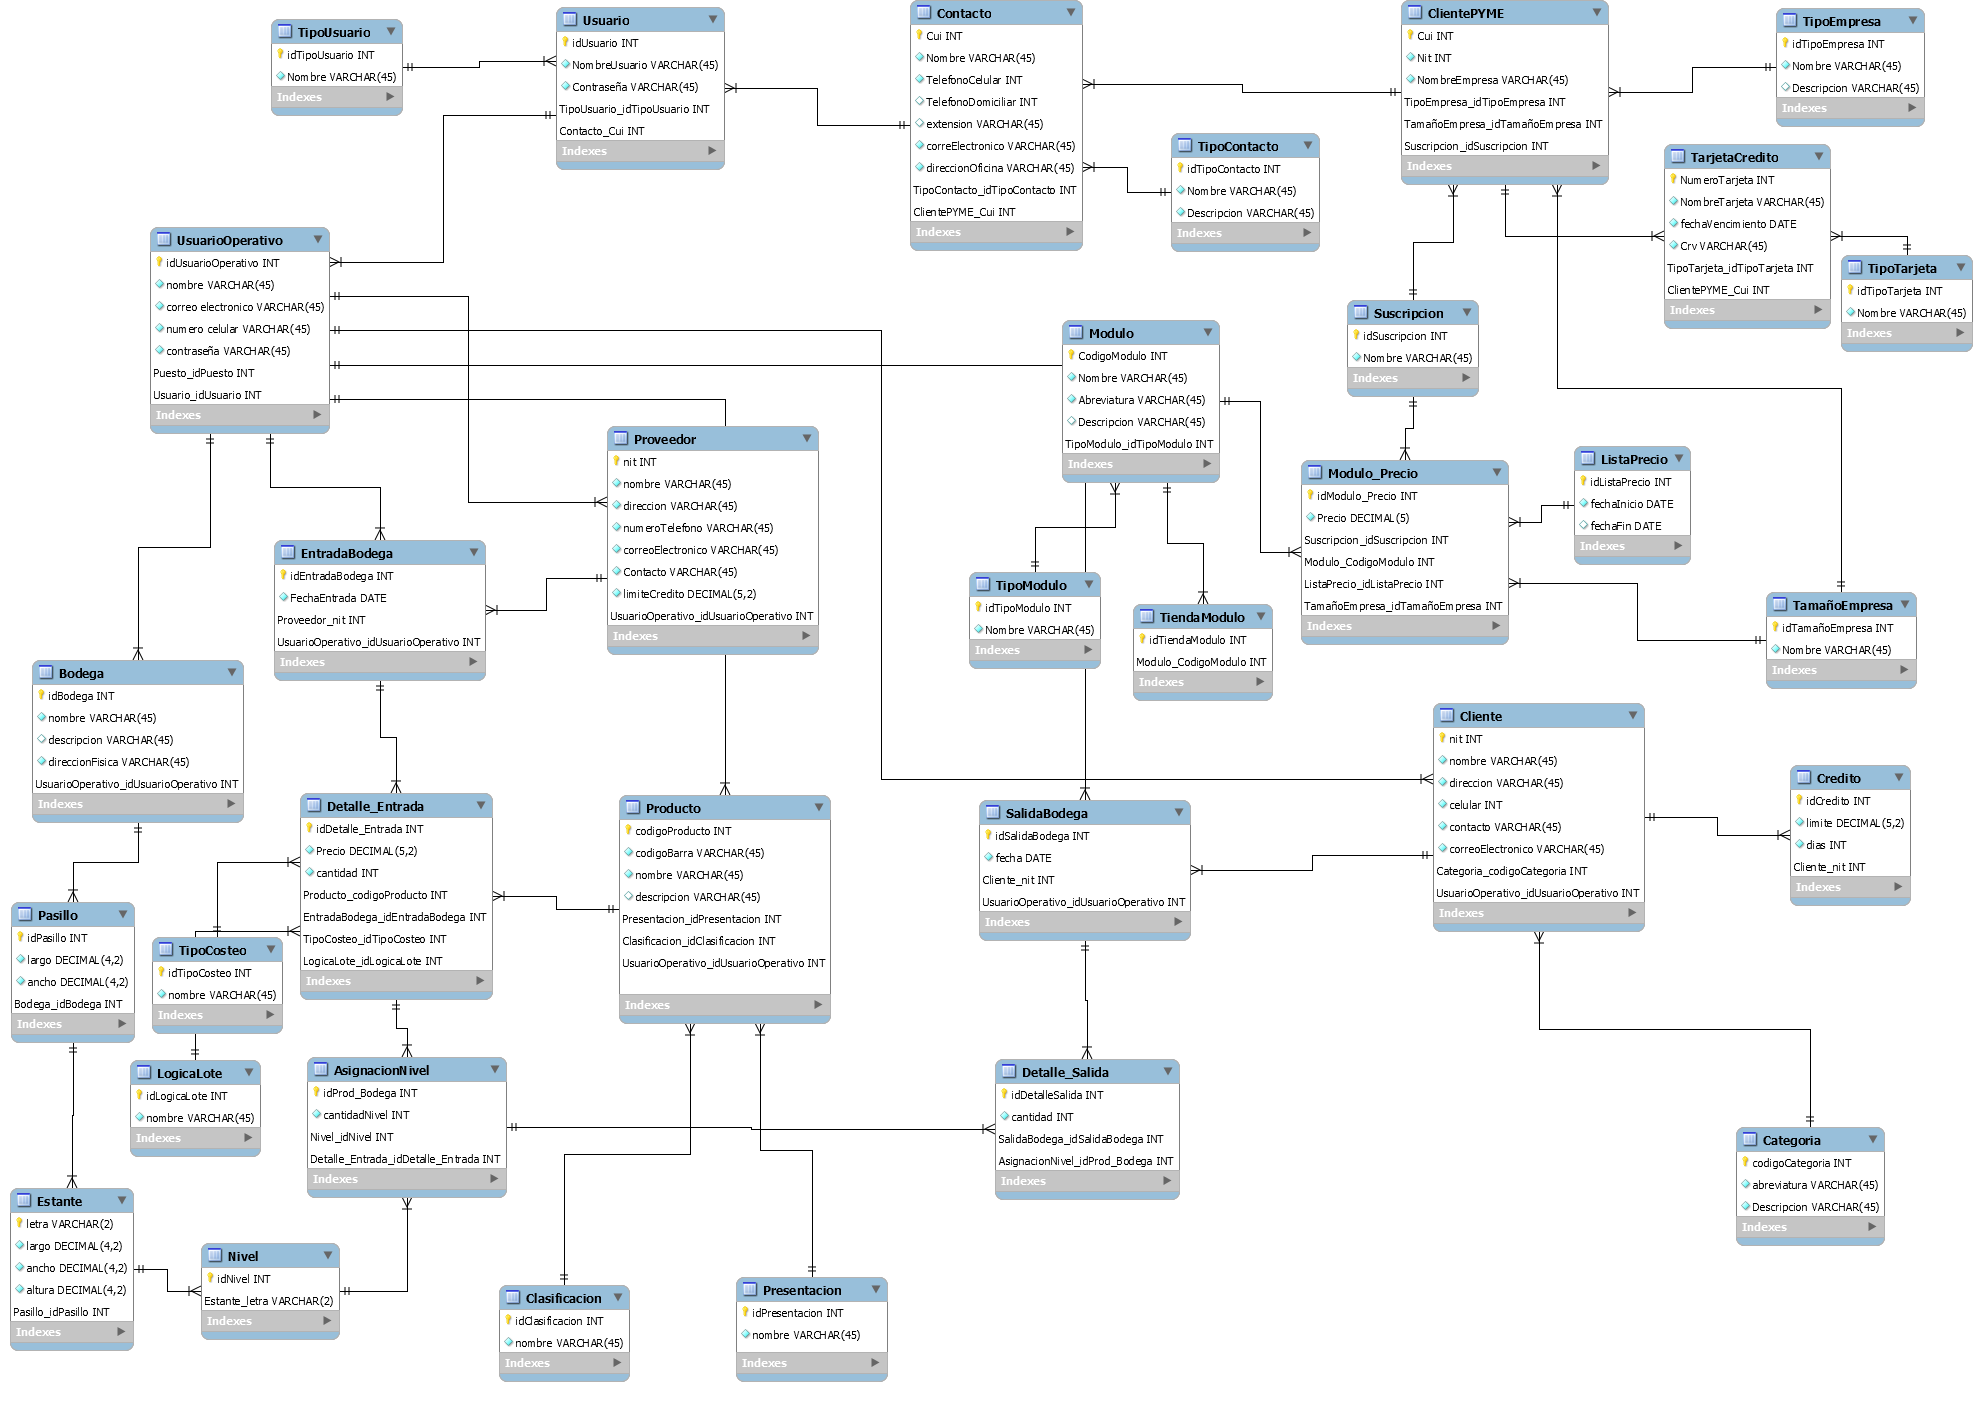 TipoUsuario
idTipoUsuario INT
Nombre VARCHAR(45)
Indexes
Usuario
idUsuario INT
NombreUsuario VARCHAR(45)
Contraseña VARCHAR(45)
TipoUsuario_idTipoUsuario INT
Contacto_Cui INT
Indexes
Contacto
Cui INT
Nombre VARCHAR(45)
TelefonoCelular INT
TelefonoDomiciliar INT
extension VARCHAR(45)
correElectronico VARCHAR(45)
direccionOficina VARCHAR(45)
TipoContacto_idTipoContacto INT
ClientePYME_Cui INT
Indexes
ClientePYME
Cui INT
Nit INT
NombreEmpresa VARCHAR(45)
TipoEmpresa_idTipoEmpresa INT
TamañoEmpresa_idTamañoEmpresa INT
Suscripcion_idSuscripcion INT
Indexes
TipoEmpresa
idTipoEmpresa INT
Nombre VARCHAR(45)
Descripcion VARCHAR(45)
Indexes
TipoContacto
idTipoContacto INT
Nombre VARCHAR(45)
Descripcion VARCHAR(45)
Indexes
TarjetaCredito
NumeroTarjeta INT
NombreTarjeta VARCHAR(45)
fechaVencimiento DATE
Crv VARCHAR(45)
TipoTarjeta_idTipoTarjeta INT
ClientePYME_Cui INT
Indexes
TipoTarjeta
idTipoTarjeta INT
Nombre VARCHAR(45)
Indexes
UsuarioOperativo
idUsuarioOperativo INT
nombre VARCHAR(45)
correo electronico VARCHAR(45)
numero celular VARCHAR(45)
contraseña VARCHAR(45)
Puesto_idPuesto INT
Usuario_idUsuario INT
Indexes
Suscripcion
idSuscripcion INT
Nombre VARCHAR(45)
Indexes
Modulo
CodigoModulo INT
Nombre VARCHAR(45)
Abreviatura VARCHAR(45)
Descripcion VARCHAR(45)
TipoModulo_idTipoModulo INT
Indexes
Proveedor
nit INT
nombre VARCHAR(45)
direccion VARCHAR(45)
numeroTelefono VARCHAR(45)
correoElectronico VARCHAR(45)
Contacto VARCHAR(45)
limiteCredito DECIMAL(5,2)
UsuarioOperativo_idUsuarioOperativo INT
Indexes
Modulo_Precio
idModulo_Precio INT
Precio DECIMAL(5)
Suscripcion_idSuscripcion INT
Modulo_CodigoModulo INT
ListaPrecio_idListaPrecio INT
TamañoEmpresa_idTamañoEmpresa INT
Indexes
ListaPrecio
idListaPrecio INT
fechaInicio DATE
fechaFin DATE
Indexes
EntradaBodega
idEntradaBodega INT
FechaEntrada DATE
Proveedor_nit INT
UsuarioOperativo_idUsuarioOperativo INT
Indexes
TipoModulo
idTipoModulo INT
Nombre VARCHAR(45)
Indexes
TiendaModulo
idTiendaModulo INT
Modulo_CodigoModulo INT
Indexes
TamañoEmpresa
idTamañoEmpresa INT
Nombre VARCHAR(45)
Indexes
Bodega
idBodega INT
nombre VARCHAR(45)
descripcion VARCHAR(45)
direccionFisica VARCHAR(45)
UsuarioOperativo_idUsuarioOperativo INT
Indexes
Cliente
nit INT
nombre VARCHAR(45)
direccion VARCHAR(45)
celular INT
contacto VARCHAR(45)
correoElectronico VARCHAR(45)
Categoria_codigoCategoria INT
UsuarioOperativo_idUsuarioOperativo INT
Indexes
Credito
idCredito INT
limite DECIMAL(5,2)
dias INT
Cliente_nit INT
Indexes
Detalle_Entrada
idDetalle_Entrada INT
Precio DECIMAL(5,2)
cantidad INT
Producto_codigoProducto INT
EntradaBodega_idEntradaBodega INT
TipoCosteo_idTipoCosteo INT
LogicaLote_idLogicaLote INT
Indexes
Producto
codigoProducto INT
codigoBarra VARCHAR(45)
nombre VARCHAR(45)
descripcion VARCHAR(45)
Presentacion_idPresentacion INT
Clasificacion_idClasificacion INT
UsuarioOperativo_idUsuarioOperativo INT
Indexes
SalidaBodega
idSalidaBodega INT
fecha DATE
Cliente_nit INT
UsuarioOperativo_idUsuarioOperativo INT
Indexes
Pasillo
idPasillo INT
largo DECIMAL(4,2)
ancho DECIMAL(4,2)
Bodega_idBodega INT
Indexes
TipoCosteo
idTipoCosteo INT
nombre VARCHAR(45)
Indexes
LogicaLote
idLogicaLote INT
nombre VARCHAR(45)
Indexes
AsignacionNivel
idProd_Bodega INT
cantidadNivel INT
Nivel_idNivel INT
Detalle_Entrada_idDetalle_Entrada INT
Indexes
Detalle_Salida
idDetalleSalida INT
cantidad INT
SalidaBodega_idSalidaBodega INT
AsignacionNivel_idProd_Bodega INT
Indexes
Categoria
codigoCategoria INT
abreviatura VARCHAR(45)
Descripcion VARCHAR(45)
Indexes
Estante
letra VARCHAR(2)
largo DECIMAL(4,2)
ancho DECIMAL(4,2)
altura DECIMAL(4,2)
Pasillo_idPasillo INT
Indexes
Nivel
idNivel INT
Estante_letra VARCHAR(2)
Indexes
Clasificacion
idClasificacion INT
nombre VARCHAR(45)
Indexes
Presentacion
idPresentacion INT
nombre VARCHAR(45)
Indexes